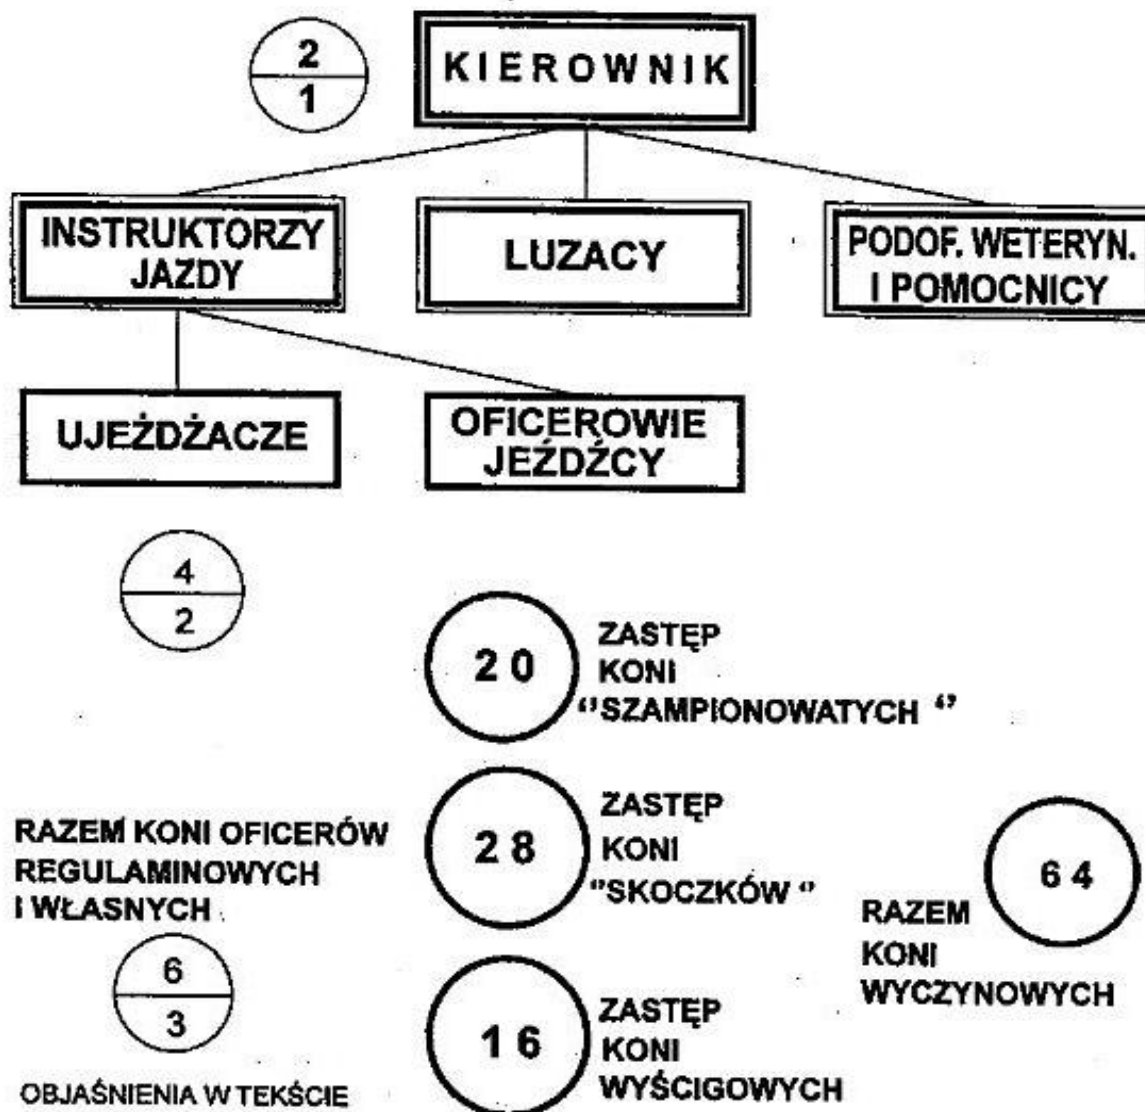 2
1
KIEROWNIK
INSTRUKTORZY
JAZDY
LUZACY
PODOF. WETERYN.
I POMOCNICY
UJEŻDŻACZE
OFICEROWIE
JEŹDŹCY
4
2
20
ZASTĘP
KONI
‘’SZAMPIONOWATYCH ‘’
28
ZASTĘP
KONI
‘’SKOCZKÓW ‘’
64
RAZEM
KONI
WYCZYNOWYCH
RAZEM KONI OFICERÓW
REGULAMINOWYCH
I WŁASNYCH
6
3
16
ZASTĘP
KONI
WYŚCIGOWYCH
OBJAŚNIENIA W TEKŚCIE